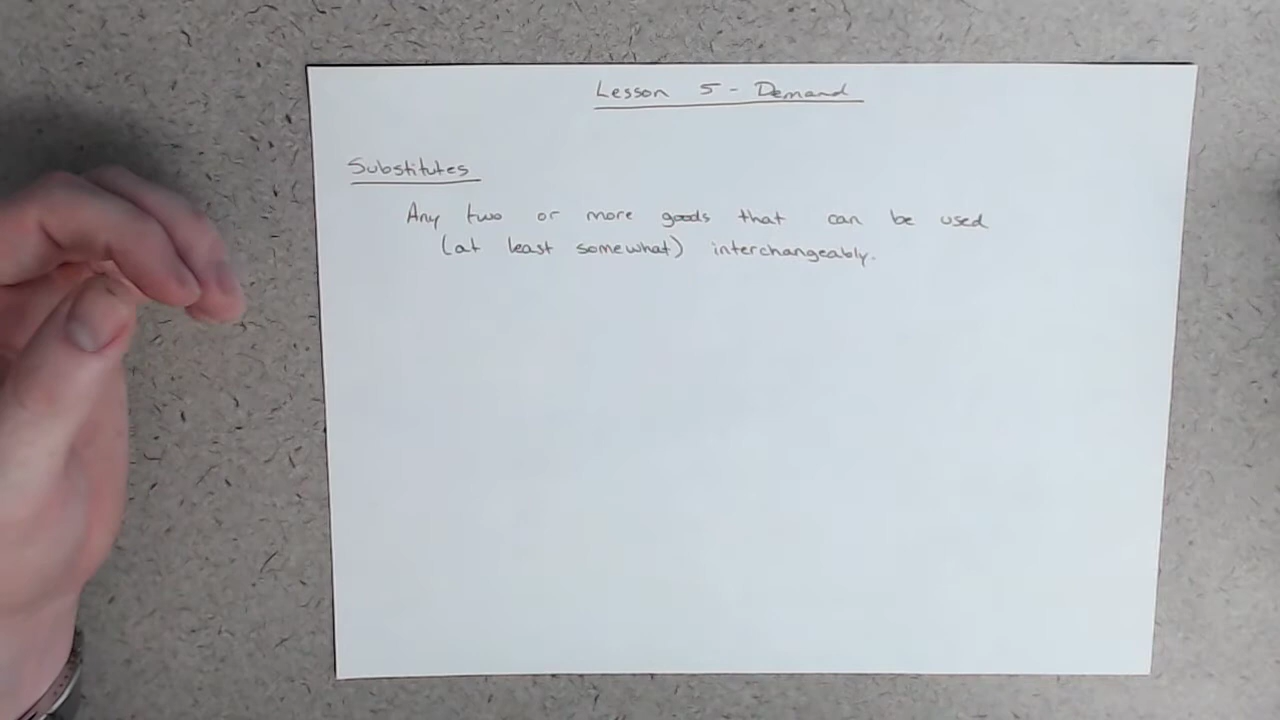 Lesson 5 - Demand
Substitutes
Any two or more goods that can be used
(at least somewhat) interchangeably.